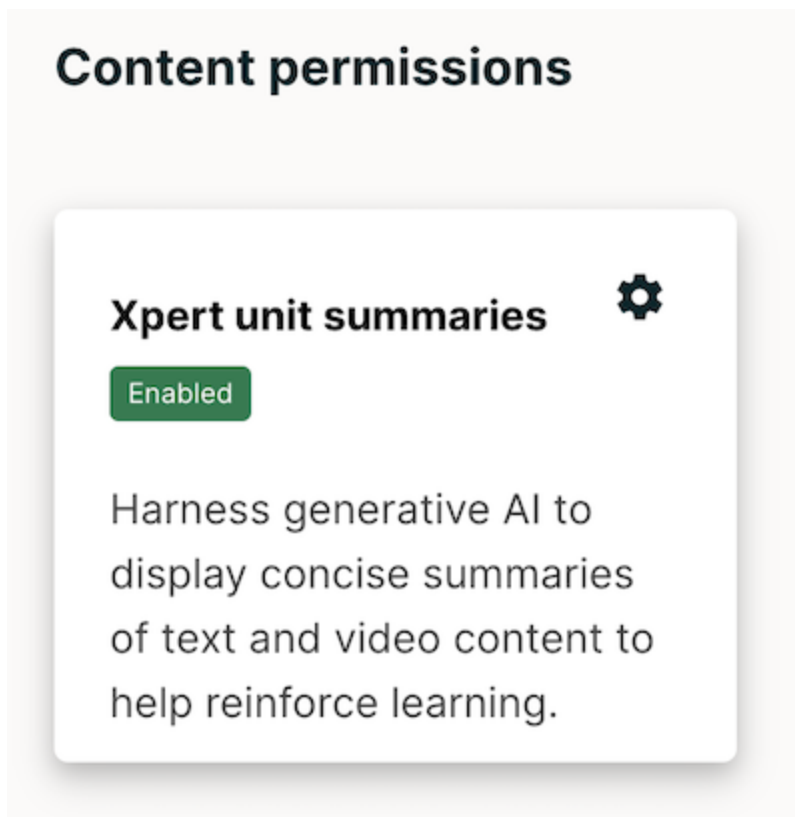 Content permissions
Xpert unit summaries
Enabled
Harness generative AI to
display concise summaries
of text and video content to
help reinforce learning.